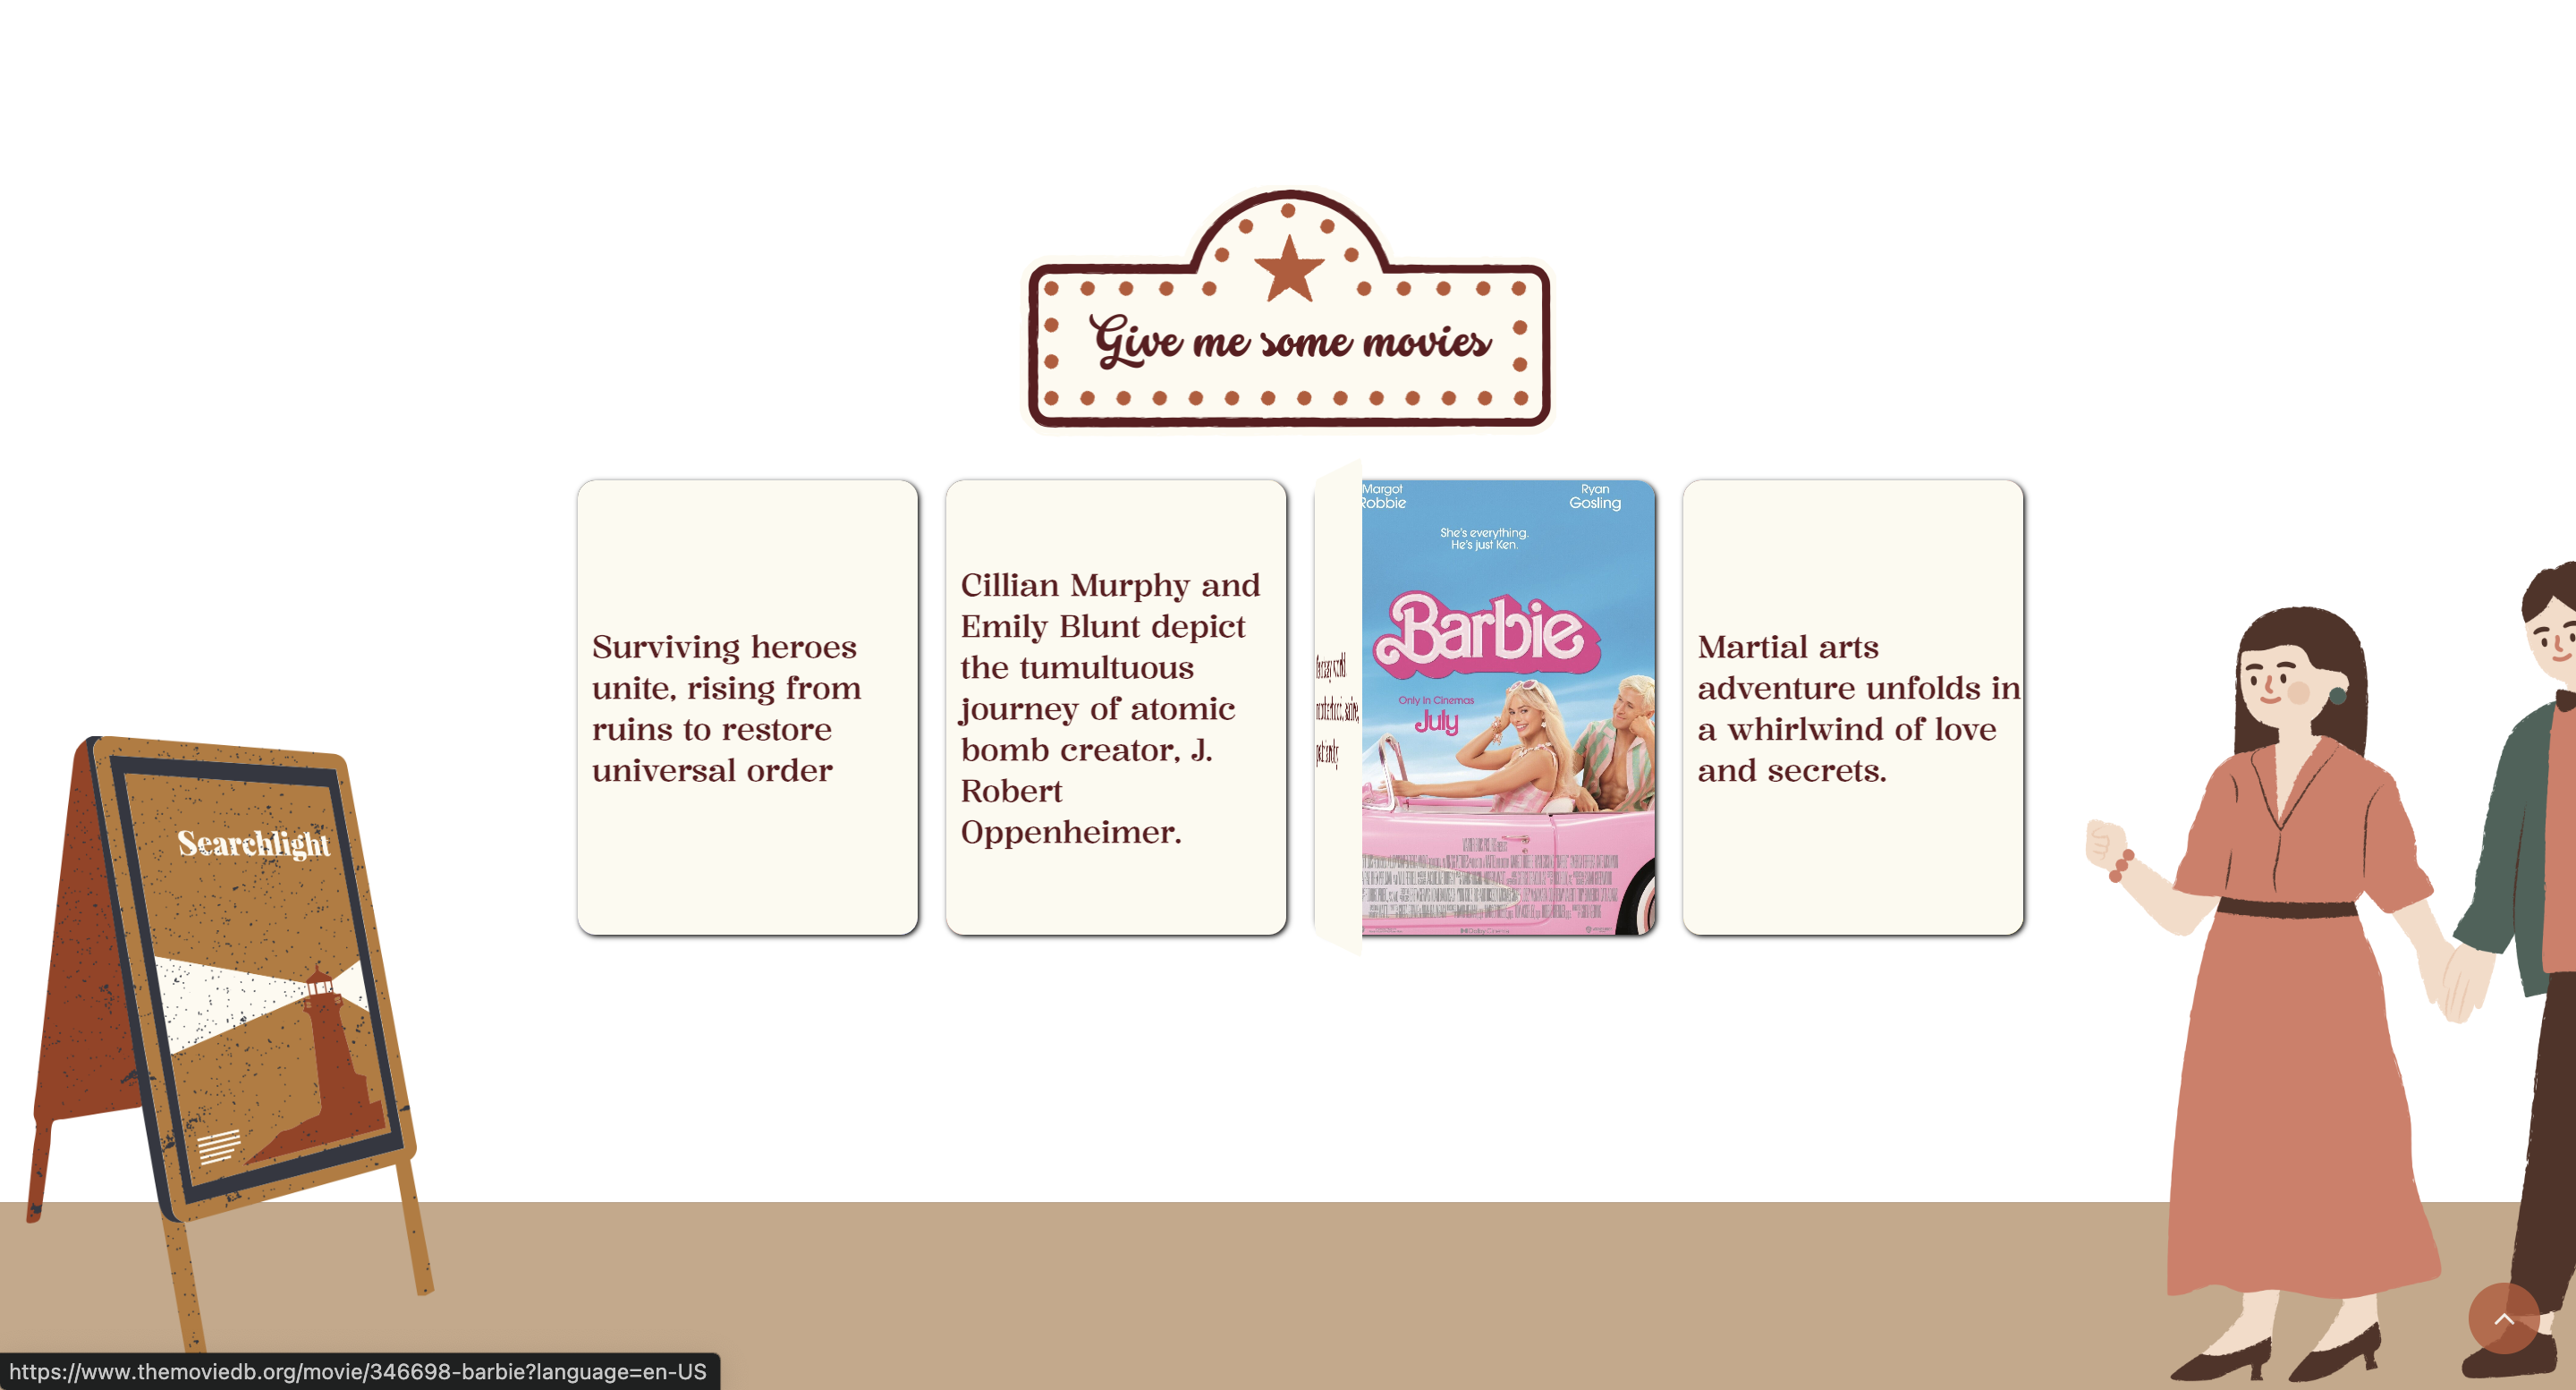 Give me some movies
Surviving heroes
unite, rising from
ruins to restore
universal order
Cillian Murphy and
Emily Blunt depict
the tumultuous
journey of atomic
bomb creator, J.
Robert
Oppenheimer.
Margot
Robbie
Ryan
Gosling
She's everything.
He's just Ken.
Barbie
Only in Cinemas
July
Martial arts
adventure unfolds in
a whirlwind of love
and secrets.
Searchlight
https://www.themoviedb.org/movie/346698-barbie?language=en-US